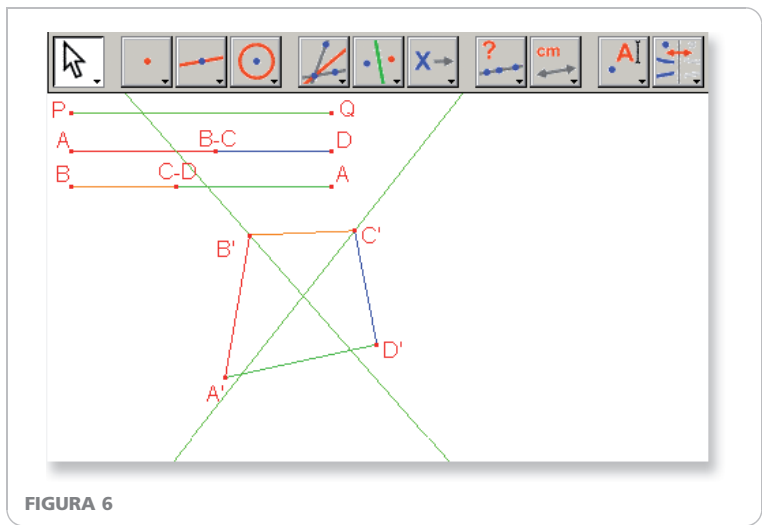 ? cm A X
P Q
A B-C D
B C-D A
B' C'
D'
A'
FIGURA 6